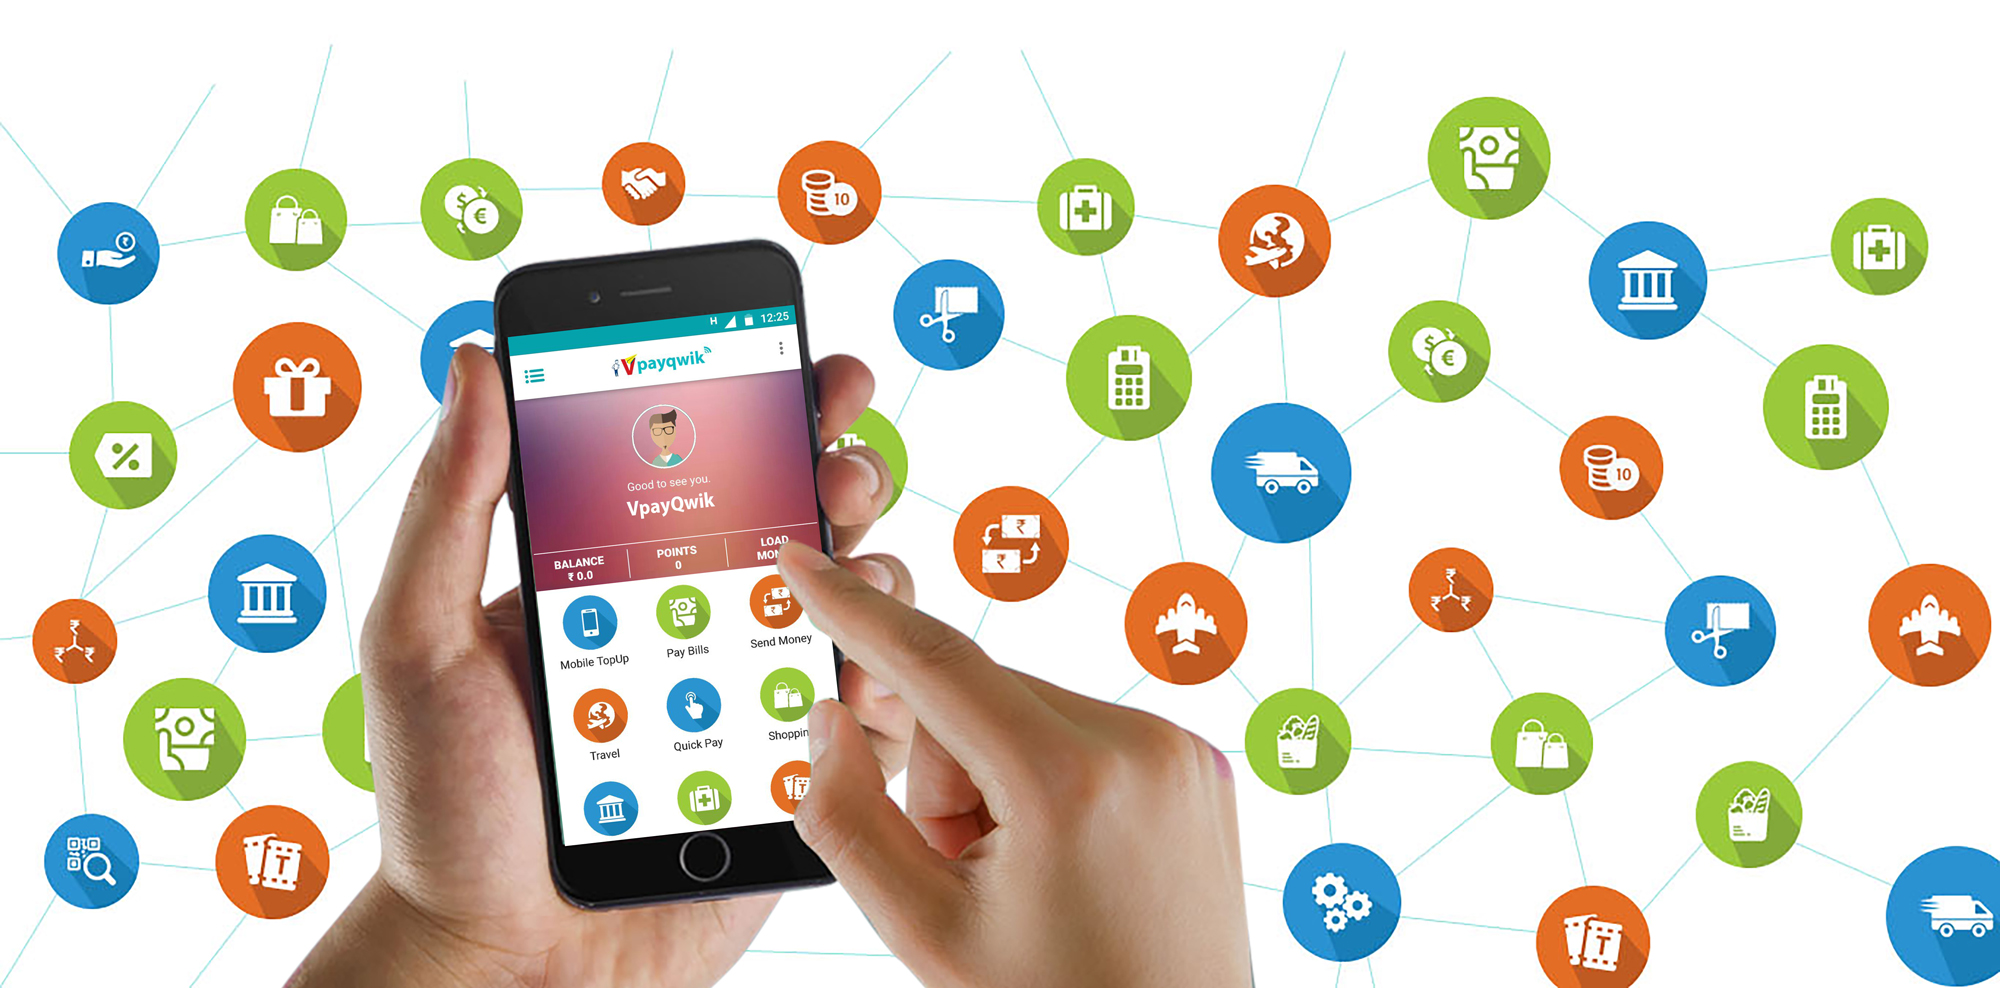 10
H 12:25
Vpayqwik
Good to see you.
VpayQwik
BALANCE
₹ 0.0
POINTS
0
LOAD
Mobile TopUp
Pay Bills
Send Money
Travel
Quick Pay
10
T
T